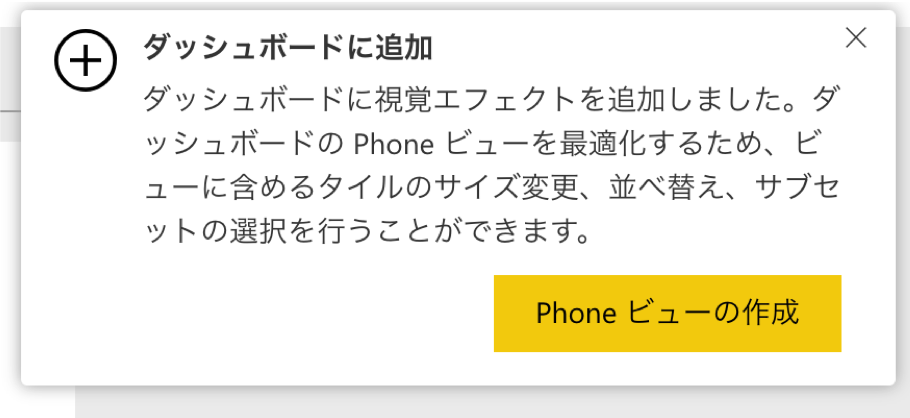 ダッシュボードに追加
ダッシュボードに視覚エフェクトを追加しました。ダ
ッシュボードの Phone ビューを最適化するため、ビ
ューに含めるタイルのサイズ変更、並べ替え、サブセ
ットの選択を行うことができます。
Phone ビューの作成